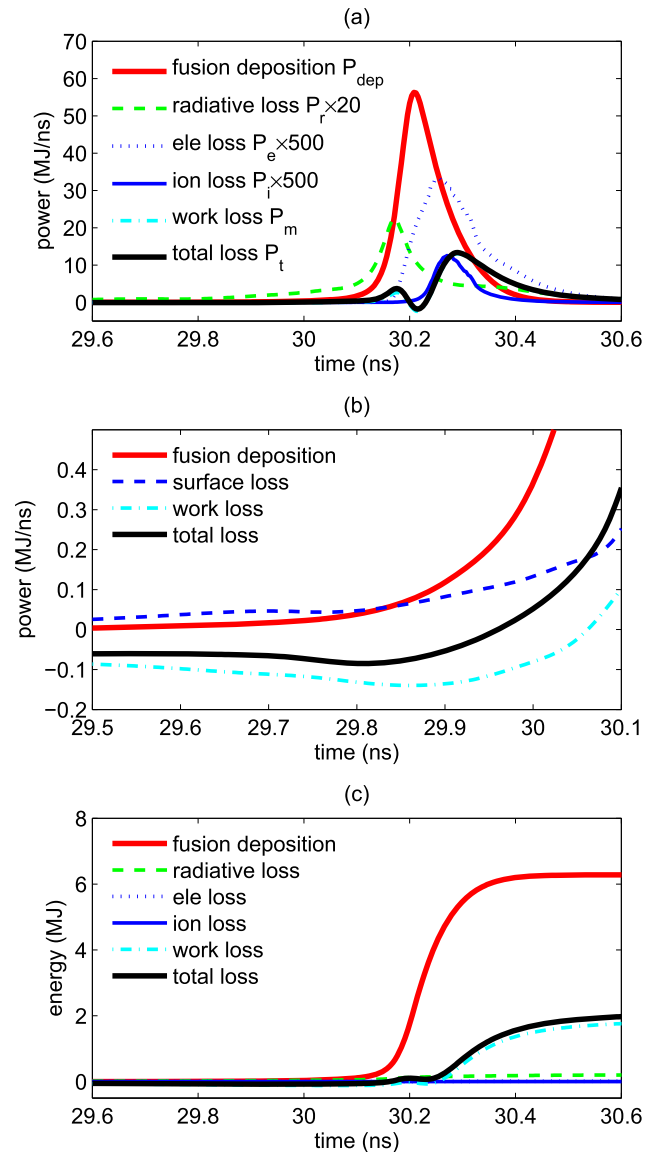 (a)
70
60
50
40
30
20
10
0
power (MJ/ns)
fusion deposition P_dep
radiative loss P_r×20
ele loss P_e×500
ion loss P_i×500
work loss P_m
total loss P_t
29.6 29.8 30 30.2 30.4 30.6
time (ns)
(b)
0.4
0.3
0.2
0.1
0
−0.1
−0.2
power (MJ/ns)
fusion deposition
surface loss
work loss
total loss
29.5 29.6 29.7 29.8 29.9 30 30.1
time (ns)
(c)
8
6
4
2
0
energy (MJ)
fusion deposition
radiative loss
ele loss
ion loss
work loss
total loss
29.6 29.8 30 30.2 30.4 30.6
time (ns)